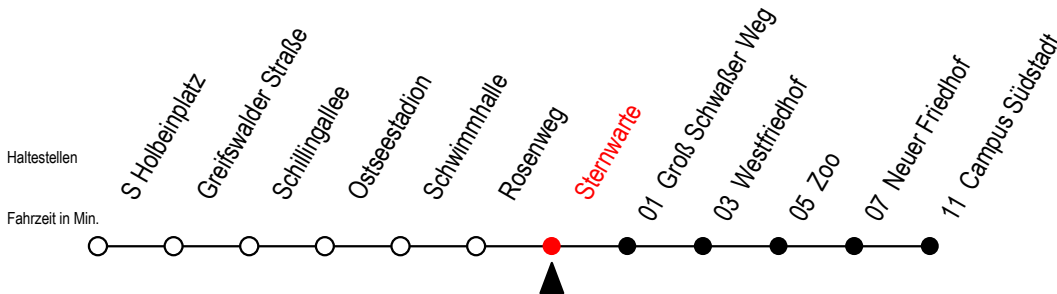 Haltestellen
Fahrzeit in Min.
S Holbeinplatz
Greifswalder Straße
Schillingallee
Ostseestadion
Schwimmhalle
Rosenweg
Sternwarte
01 Groß Schwaßer Weg
03 Westfriedhof
05 Zoo
07 Neuer Friedhof
11 Campus Südstadt